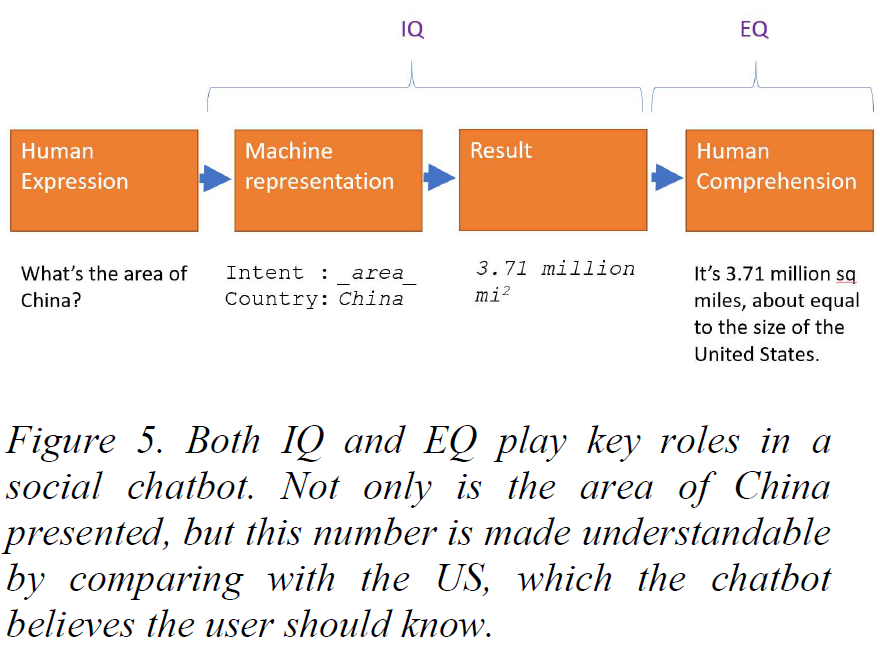 IQ
EQ
Human
Expression
Machine
representation
Result
Human
Comprehension
What's the area of
China?
Intent : _area_
Country: China
3.71 million
mi²
It's 3.71 million sq
miles, about equal
to the size of the
United States.
Figure 5. Both IQ and EQ play key roles in a
social chatbot. Not only is the area of China
presented, but this number is made understandable
by comparing with the US, which the chatbot
believes the user should know.